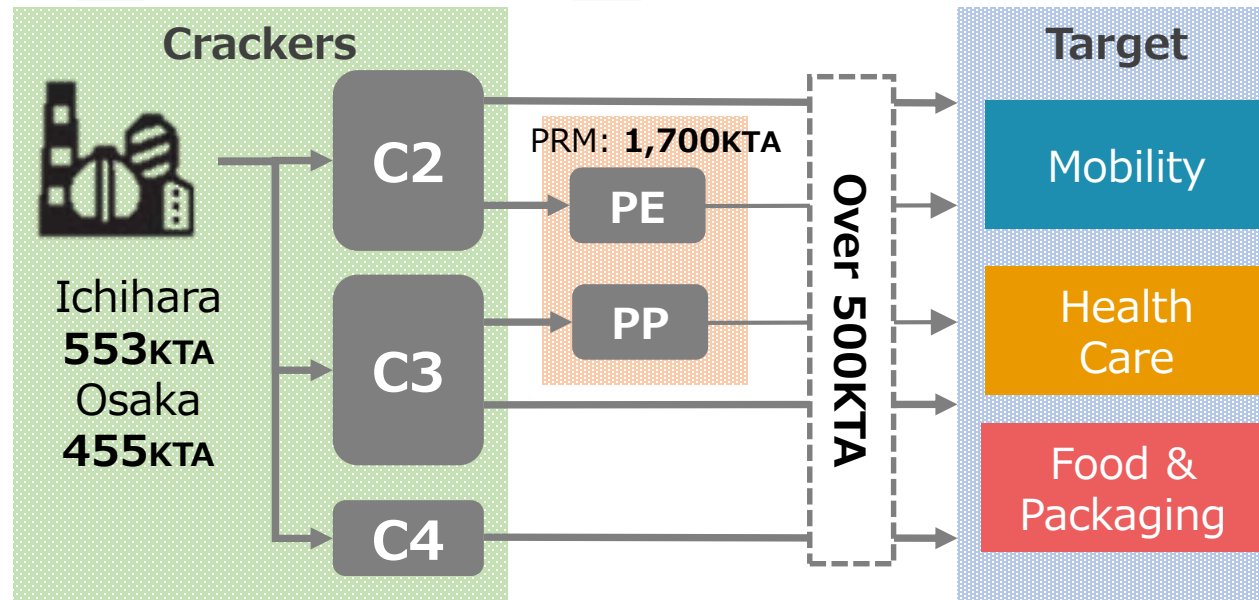 Crackers
Target
Ichihara
553KTA
Osaka
455KTA
C2
C3
C4
PRM: 1,700KTA
PE
PP
Over 500KTA
Mobility
Health
Care
Food &
Packaging